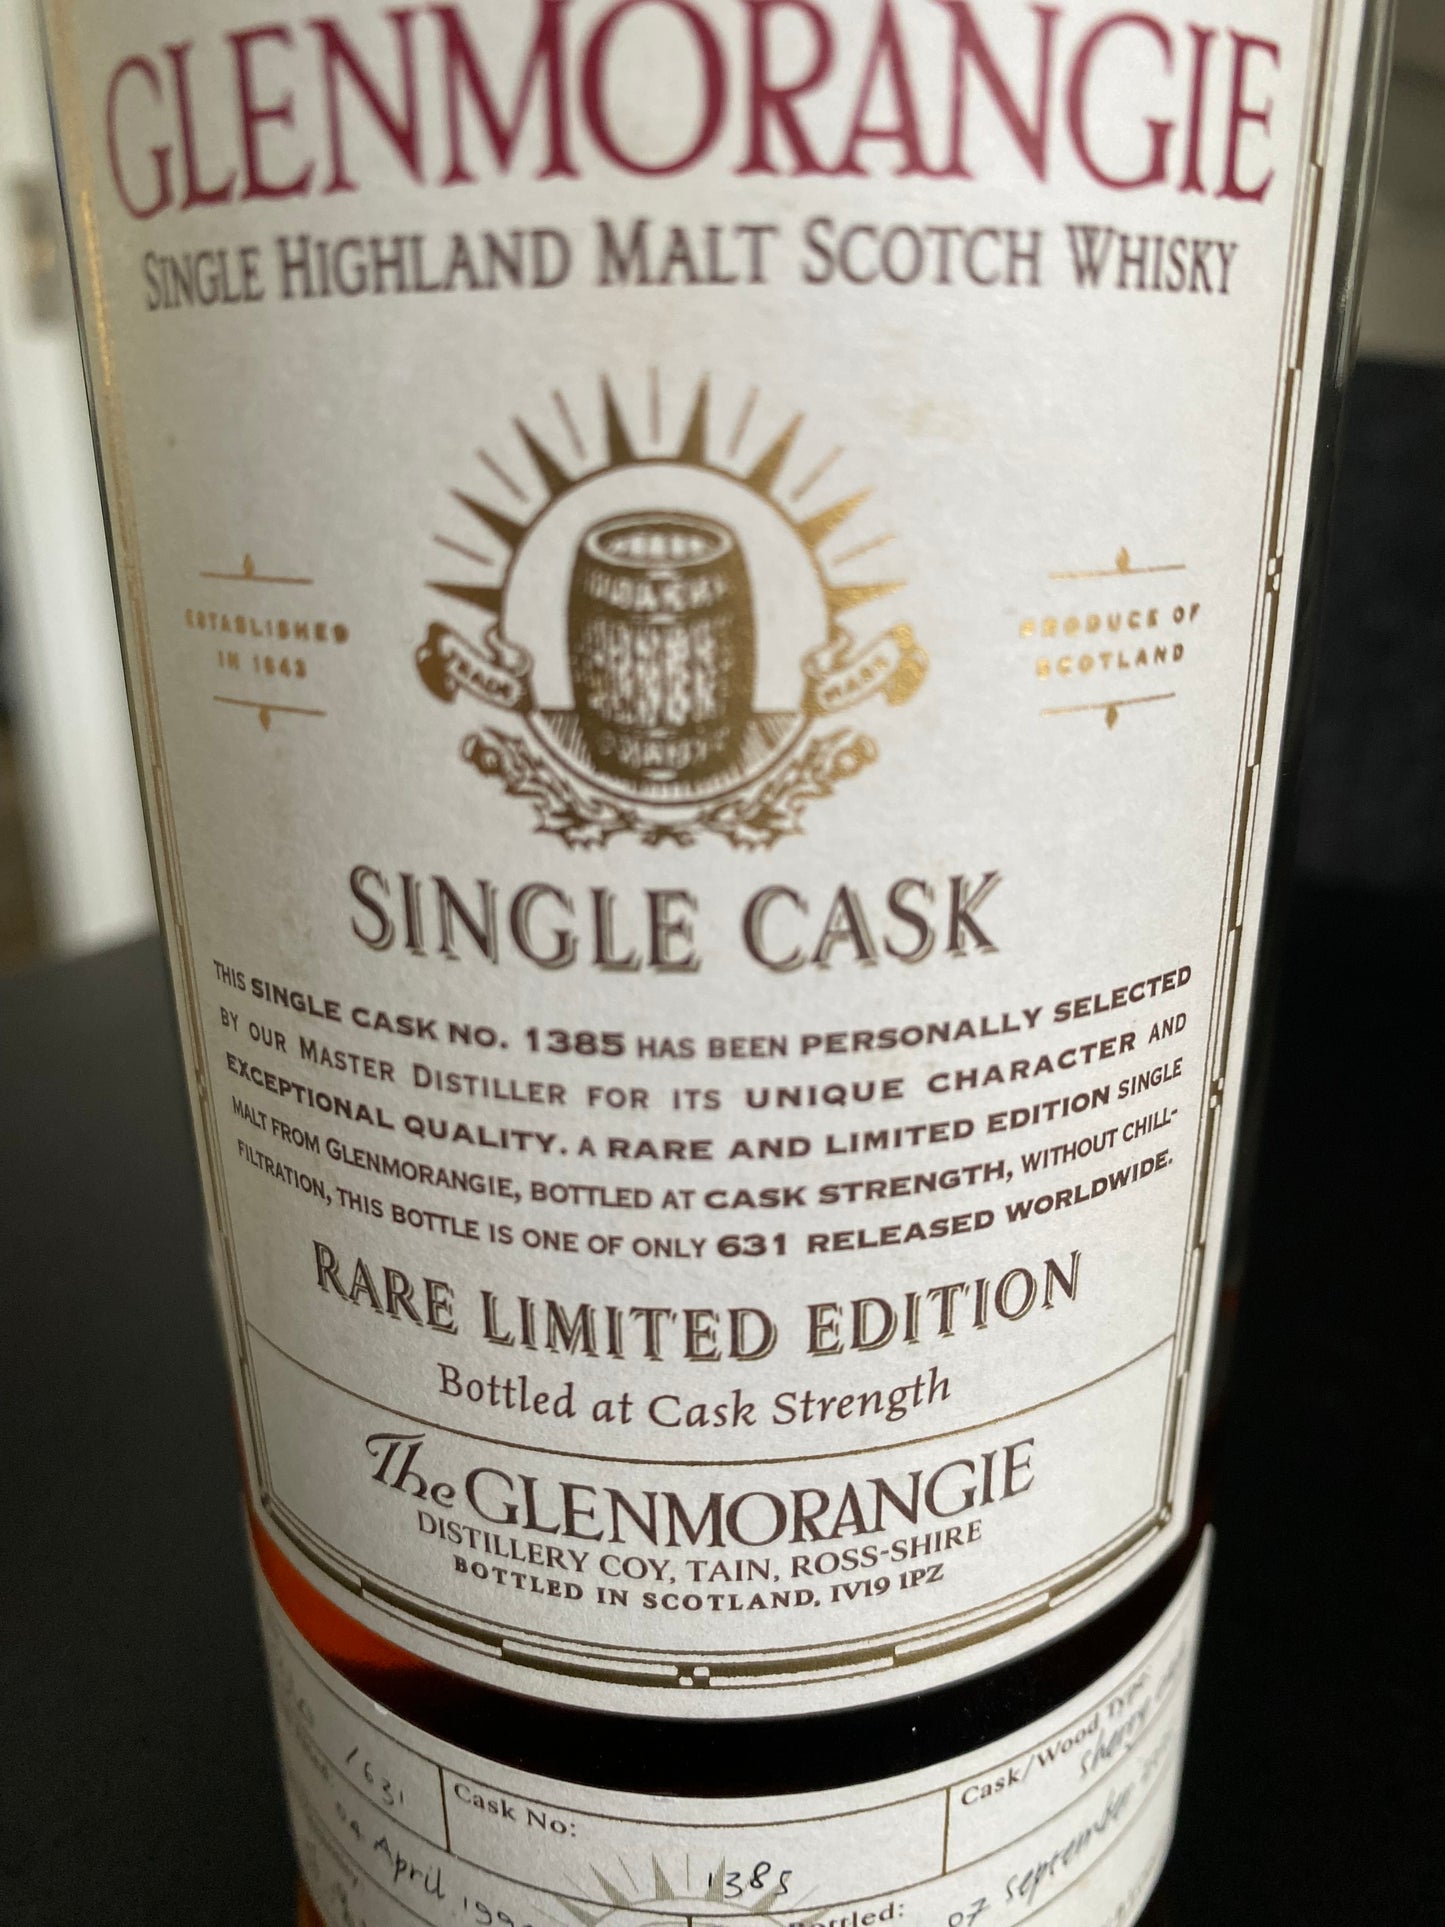 GLENMORANGIE
SINGLE HIGHLAND MALT SCOTCH WHISKY
ESTABLISHED
IN 1843
PRODUCE OF
SCOTLAND
TRADE MARK
SINGLE CASK
THIS SINGLE CASK NO. 1385 HAS BEEN PERSONALLY SELECTED
BY OUR MASTER DISTILLER FOR ITS UNIQUE CHARACTER AND
EXCEPTIONAL QUALITY. A RARE AND LIMITED EDITION SINGLE
MALT FROM GLENMORANGIE, BOTTLED AT CASK STRENGTH, WITHOUT CHILL-
FILTRATION, THIS BOTTLE IS ONE OF ONLY 631 RELEASED WORLDWIDE.
RARE LIMITED EDITION
Bottled at Cask Strength
The GLENMORANGIE
DISTILLERY COY, TAIN, ROSS-SHIRE
BOTTLED IN SCOTLAND, IV19 1PZ
/631
Cask No:
1385
Cask/Wood Type:
Sherry
04 April
07 September